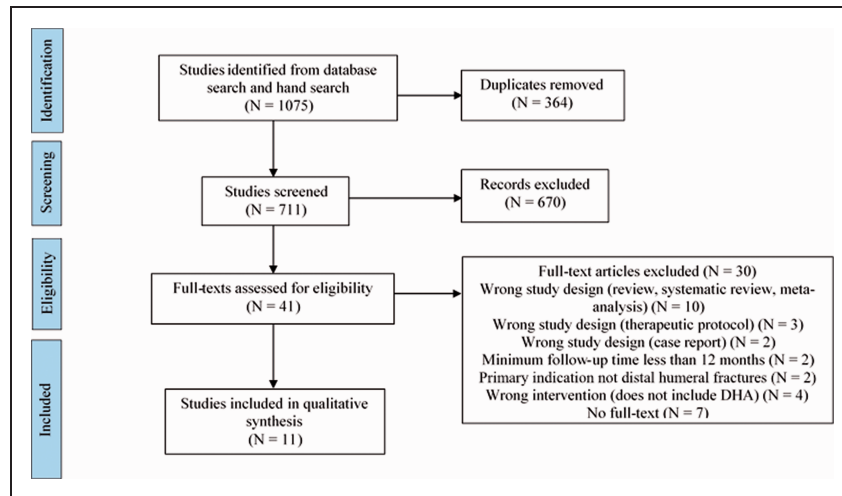 Identification
Studies identified from database
search and hand search
(N = 1075)
Duplicates removed
(N = 364)
Screening
Studies screened
(N = 711)
Records excluded
(N = 670)
Eligibility
Full-texts assessed for eligibility
(N = 41)
Full-text articles excluded (N = 30)
Wrong study design (review, systematic review, meta-
analysis) (N = 10)
Wrong study design (therapeutic protocol) (N = 3)
Wrong study design (case report) (N = 2)
Minimum follow-up time less than 12 months (N = 2)
Primary indication not distal humeral fractures (N = 2)
Wrong intervention (does not include DHA) (N = 4)
No full-text (N = 7)
Included
Studies included in qualitative
synthesis
(N = 11)